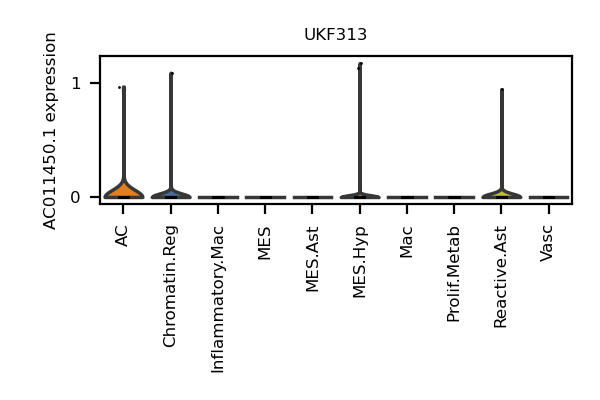 UKF313
AC011450.1 expression
1
0
AC
Chromatin.Reg
Inflammatory.Mac
MES
MES.Ast
MES.Hyp
Mac
Prolif.Metab
Reactive.Ast
Vasc